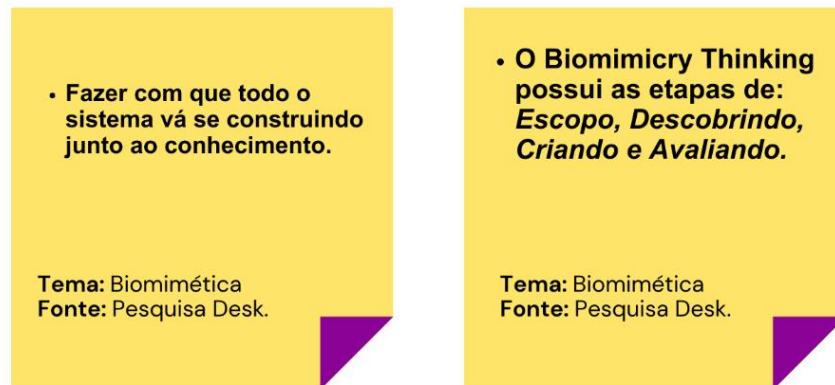 • Fazer com que todo o
sistema vá se construindo
junto ao conhecimento.
Tema: Biomimética
Fonte: Pesquisa Desk.
• O Biomimicry Thinking
possui as etapas de:
Escopo, Descobrindo,
Criando e Avaliando.
Tema: Biomimética
Fonte: Pesquisa Desk.